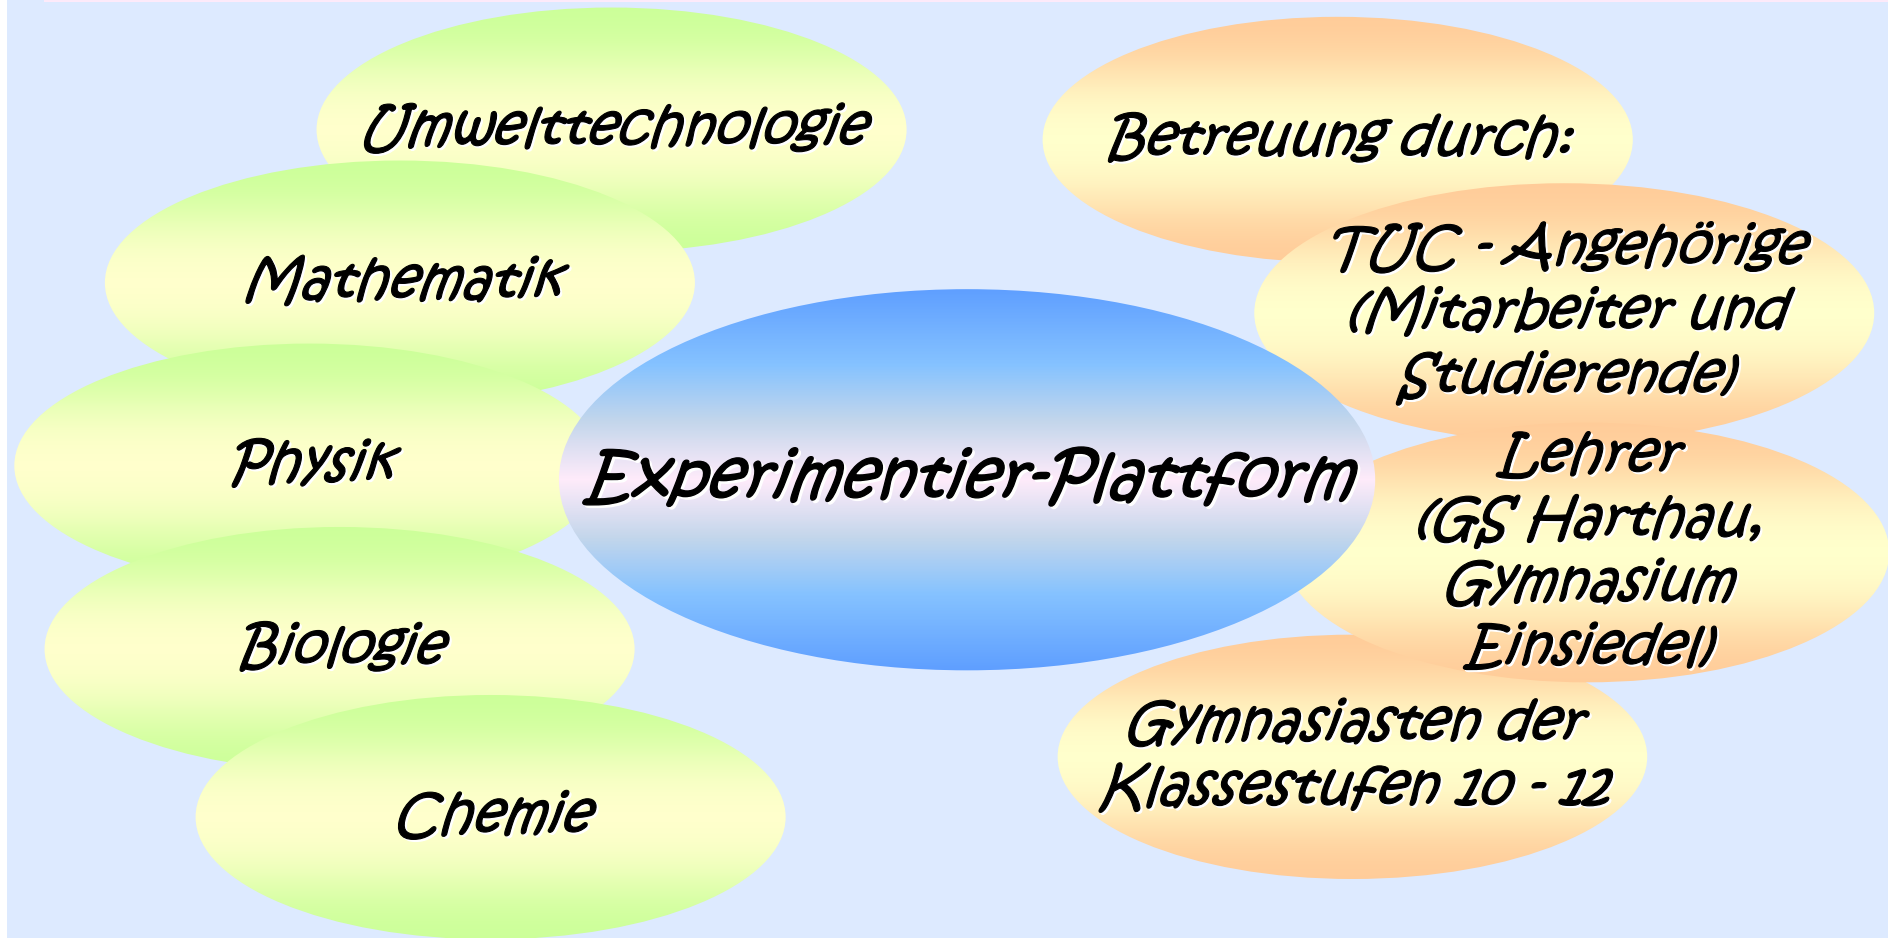 Umwelttechnologie
Mathematik
Physik
Biologie
Chemie
Experimentier-Plattform
Betreuung durch:
TUC - Angehörige
(Mitarbeiter und
Studierende)
Lehrer
(GS Harthau,
Gymnasium
Einsiedel)
Gymnasiasten der
Klassestufen 10 - 12